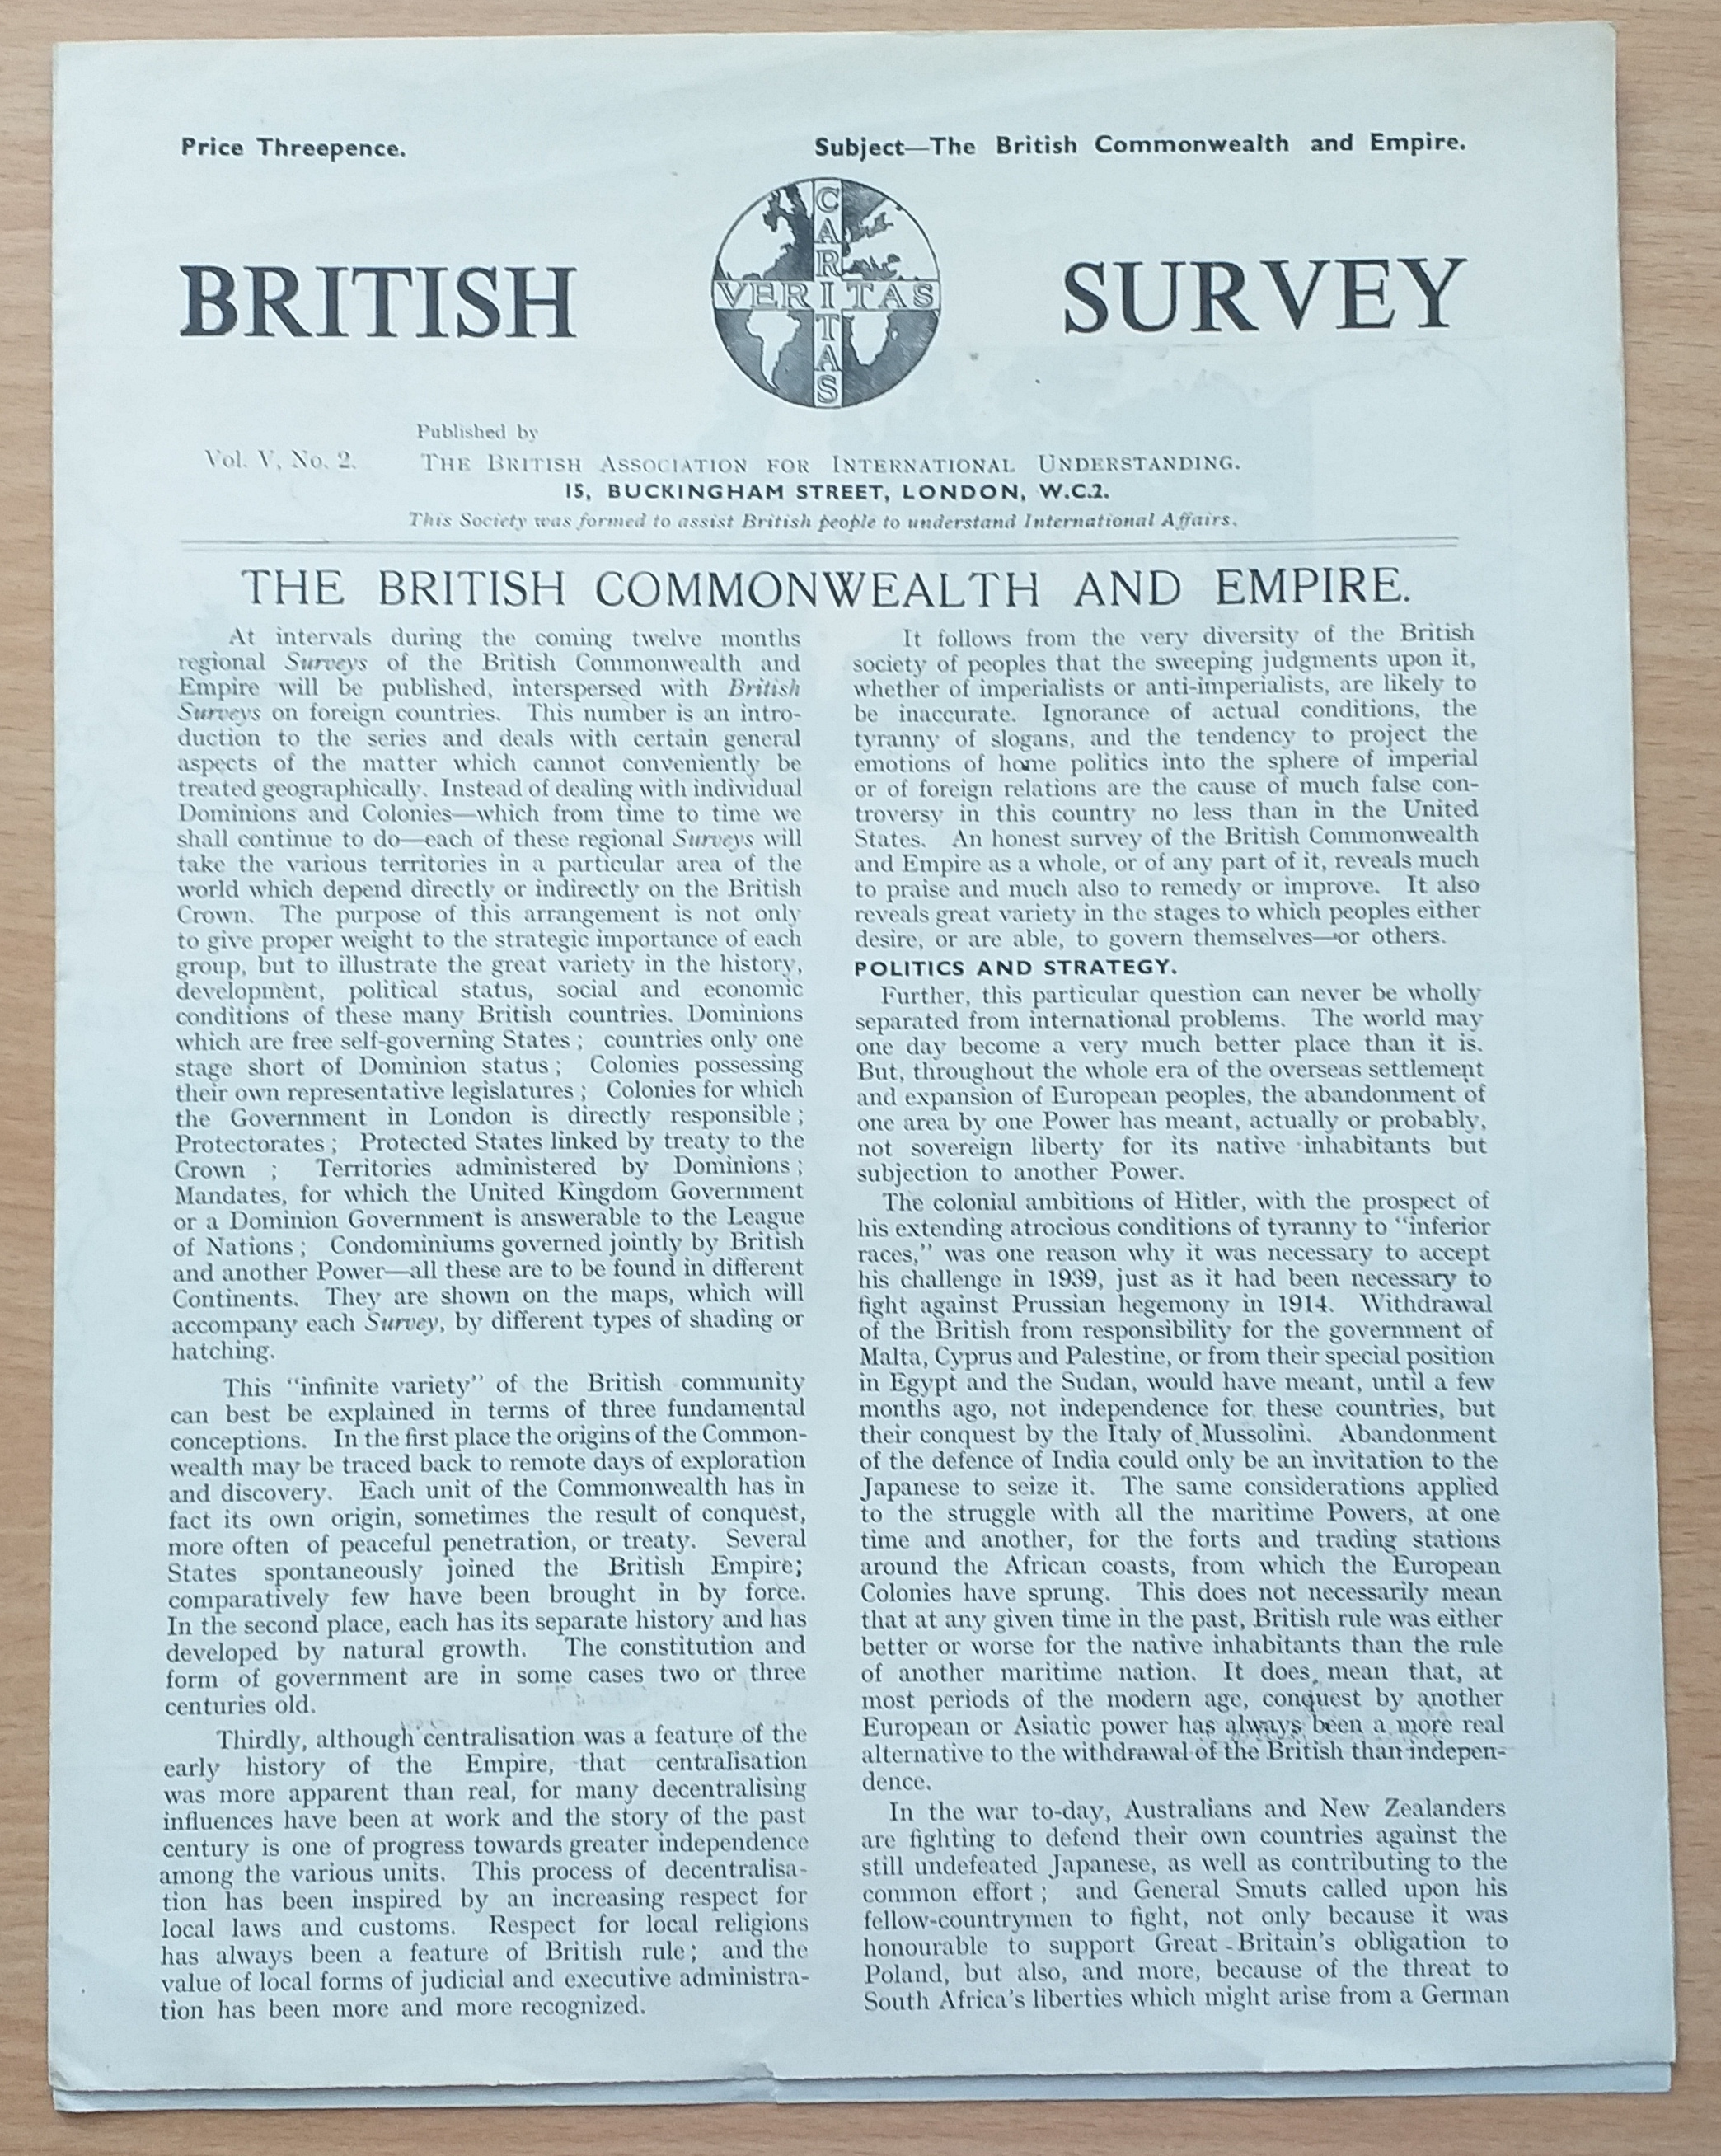 Price Threepence.
Subject—The British Commonwealth and Empire.
BRITISH SURVEY
CARITAS
VERITAS
Published by
Vol. V, No. 2.
THE BRITISH ASSOCIATION FOR INTERNATIONAL UNDERSTANDING.
15, BUCKINGHAM STREET, LONDON, W.C.2.
This Society was formed to assist British people to understand International Affairs.
THE BRITISH COMMONWEALTH AND EMPIRE.
At intervals during the coming twelve months
regional Surveys of the British Commonwealth and
Empire will be published, interspersed with British
Surveys on foreign countries. This number is an intro-
duction to the series and deals with certain general
aspects of the matter which cannot conveniently be
treated geographically. Instead of dealing with individual
Dominions and Colonies—which from time to time we
shall continue to do—each of these regional Surveys will
take the various territories in a particular area of the
world which depend directly or indirectly on the British
Crown. The purpose of this arrangement is not only
to give proper weight to the strategic importance of each
group, but to illustrate the great variety in the history,
development, political status, social and economic
conditions of these many British countries. Dominions
which are free self-governing States ; countries only one
stage short of Dominion status ; Colonies possessing
their own representative legislatures ; Colonies for which
the Government in London is directly responsible ;
Protectorates ; Protected States linked by treaty to the
Crown ; Territories administered by Dominions ;
Mandates, for which the United Kingdom Government
or a Dominion Government is answerable to the League
of Nations ; Condominiums governed jointly by British
and another Power—all these are to be found in different
Continents. They are shown on the maps, which will
accompany each Survey, by different types of shading or
hatching.
This “infinite variety” of the British community
can best be explained in terms of three fundamental
conceptions. In the first place the origins of the Common-
wealth may be traced back to remote days of exploration
and discovery. Each unit of the Commonwealth has in
fact its own origin, sometimes the result of conquest,
more often of peaceful penetration, or treaty. Several
States spontaneously joined the British Empire;
comparatively few have been brought in by force.
In the second place, each has its separate history and has
developed by natural growth. The constitution and
form of government are in some cases two or three
centuries old.
Thirdly, although centralisation was a feature of the
early history of the Empire, that centralisation
was more apparent than real, for many decentralising
influences have been at work and the story of the past
century is one of progress towards greater independence
among the various units. This process of decentralisa-
tion has been inspired by an increasing respect for
local laws and customs. Respect for local religions
has always been a feature of British rule ; and the
value of local forms of judicial and executive administra-
tion has been more and more recognized.
It follows from the very diversity of the British
society of peoples that the sweeping judgments upon it,
whether of imperialists or anti-imperialists, are likely to
be inaccurate. Ignorance of actual conditions, the
tyranny of slogans, and the tendency to project the
emotions of home politics into the sphere of imperial
or of foreign relations are the cause of much false con-
troversy in this country no less than in the United
States. An honest survey of the British Commonwealth
and Empire as a whole, or of any part of it, reveals much
to praise and much also to remedy or improve. It also
reveals great variety in the stages to which peoples either
desire, or are able, to govern themselves—or others.
POLITICS AND STRATEGY.
Further, this particular question can never be wholly
separated from international problems. The world may
one day become a very much better place than it is.
But, throughout the whole era of the overseas settlement
and expansion of European peoples, the abandonment of
one area by one Power has meant, actually or probably,
not sovereign liberty for its native inhabitants but
subjection to another Power.
The colonial ambitions of Hitler, with the prospect of
his extending atrocious conditions of tyranny to “inferior
races,” was one reason why it was necessary to accept
his challenge in 1939, just as it had been necessary to
fight against Prussian hegemony in 1914. Withdrawal
of the British from responsibility for the government of
Malta, Cyprus and Palestine, or from their special position
in Egypt and the Sudan, would have meant, until a few
months ago, not independence for these countries, but
their conquest by the Italy of Mussolini. Abandonment
of the defence of India could only be an invitation to the
Japanese to seize it. The same considerations applied
to the struggle with all the maritime Powers, at one
time and another, for the forts and trading stations
around the African coasts, from which the European
Colonies have sprung. This does not necessarily mean
that at any given time in the past, British rule was either
better or worse for the native inhabitants than the rule
of another maritime nation. It does mean that, at
most periods of the modern age, conquest by another
European or Asiatic power has always been a more real
alternative to the withdrawal of the British than indepen-
dence.
In the war to-day, Australians and New Zealanders
are fighting to defend their own countries against the
still undefeated Japanese, as well as contributing to the
common effort ; and General Smuts called upon his
fellow-countrymen to fight, not only because it was
honourable to support Great Britain's obligation to
Poland, but also, and more, because of the threat to
South Africa's liberties which might arise from a German